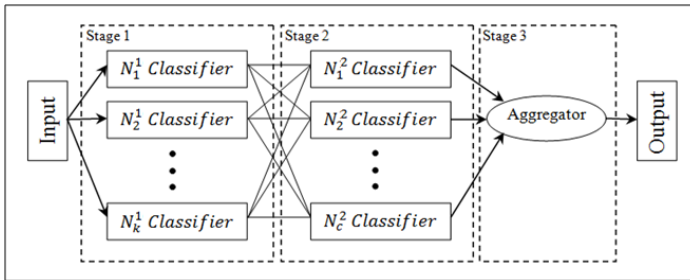 Stage 1
Stage 2
Stage 3
Input
N₁¹ Classifier
N₂¹ Classifier
Nₖ¹ Classifier
N₁² Classifier
N₂² Classifier
N_c² Classifier
Aggregator
Output